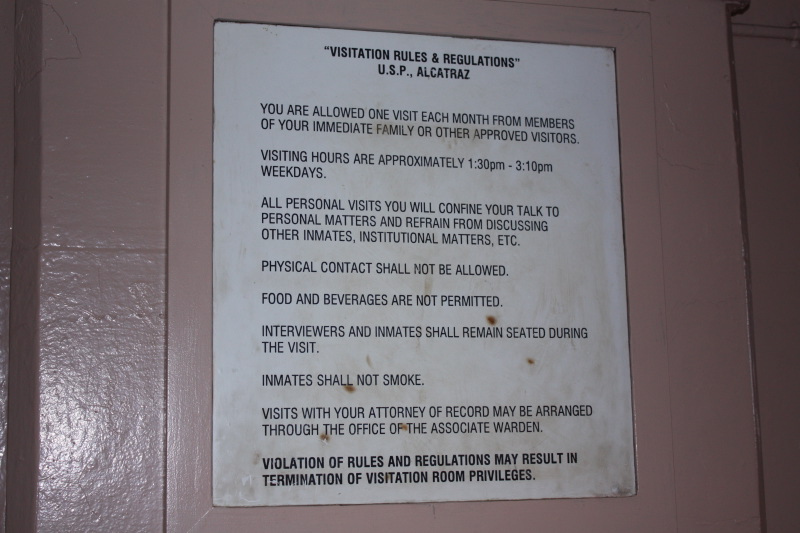 "VISITATION RULES & REGULATIONS"
U.S.P., ALCATRAZ
YOU ARE ALLOWED ONE VISIT EACH MONTH FROM MEMBERS
OF YOUR IMMEDIATE FAMILY OR OTHER APPROVED VISITORS.
VISITING HOURS ARE APPROXIMATELY 1:30pm - 3:10pm
WEEKDAYS.
ALL PERSONAL VISITS YOU WILL CONFINE YOUR TALK TO
PERSONAL MATTERS AND REFRAIN FROM DISCUSSING
OTHER INMATES, INSTITUTIONAL MATTERS, ETC.
PHYSICAL CONTACT SHALL NOT BE ALLOWED.
FOOD AND BEVERAGES ARE NOT PERMITTED.
INTERVIEWERS AND INMATES SHALL REMAIN SEATED DURING
THE VISIT.
INMATES SHALL NOT SMOKE.
VISITS WITH YOUR ATTORNEY OF RECORD MAY BE ARRANGED
THROUGH THE OFFICE OF THE ASSOCIATE WARDEN.
VIOLATION OF RULES AND REGULATIONS MAY RESULT IN
TERMINATION OF VISITATION ROOM PRIVILEGES.